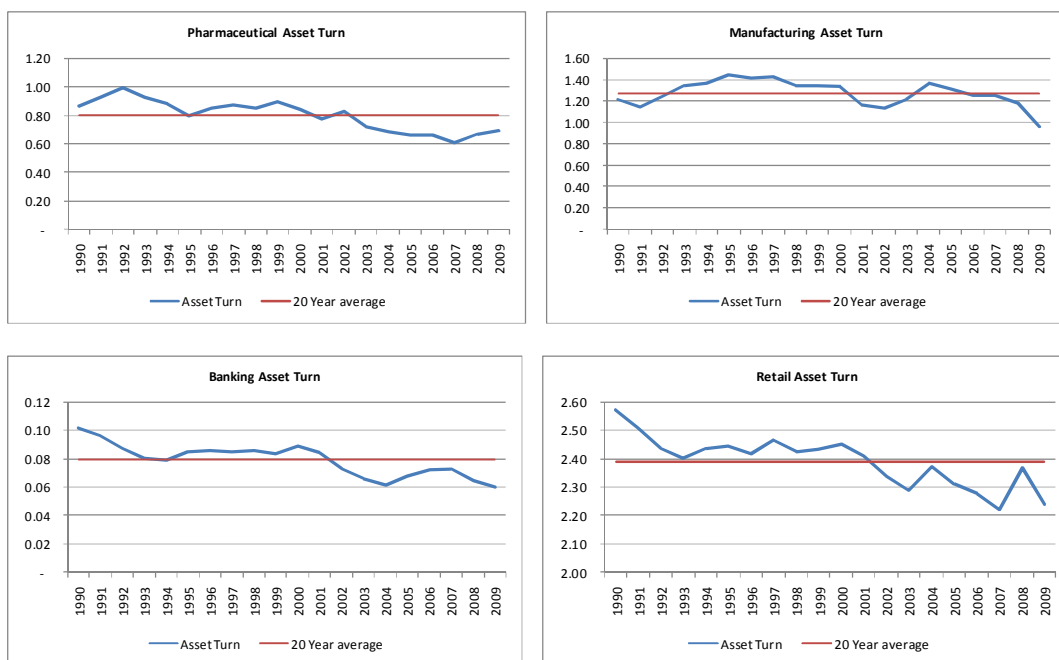 Pharmaceutical Asset Turn
1.20
1.00
0.80
0.60
0.40
0.20
-
1990 1991 1992 1993 1994 1995 1996 1997 1998 1999 2000 2001 2002 2003 2004 2005 2006 2007 2008 2009
Asset Turn 20 Year average
Manufacturing Asset Turn
1.60
1.40
1.20
1.00
0.80
0.60
0.40
0.20
-
1990 1991 1992 1993 1994 1995 1996 1997 1998 1999 2000 2001 2002 2003 2004 2005 2006 2007 2008 2009
Asset Turn 20 Year average
Banking Asset Turn
0.12
0.10
0.08
0.06
0.04
0.02
-
1990 1991 1992 1993 1994 1995 1996 1997 1998 1999 2000 2001 2002 2003 2004 2005 2006 2007 2008 2009
Asset Turn 20 Year average
Retail Asset Turn
2.60
2.50
2.40
2.30
2.20
2.10
2.00
1990 1991 1992 1993 1994 1995 1996 1997 1998 1999 2000 2001 2002 2003 2004 2005 2006 2007 2008 2009
Asset Turn 20 Year average